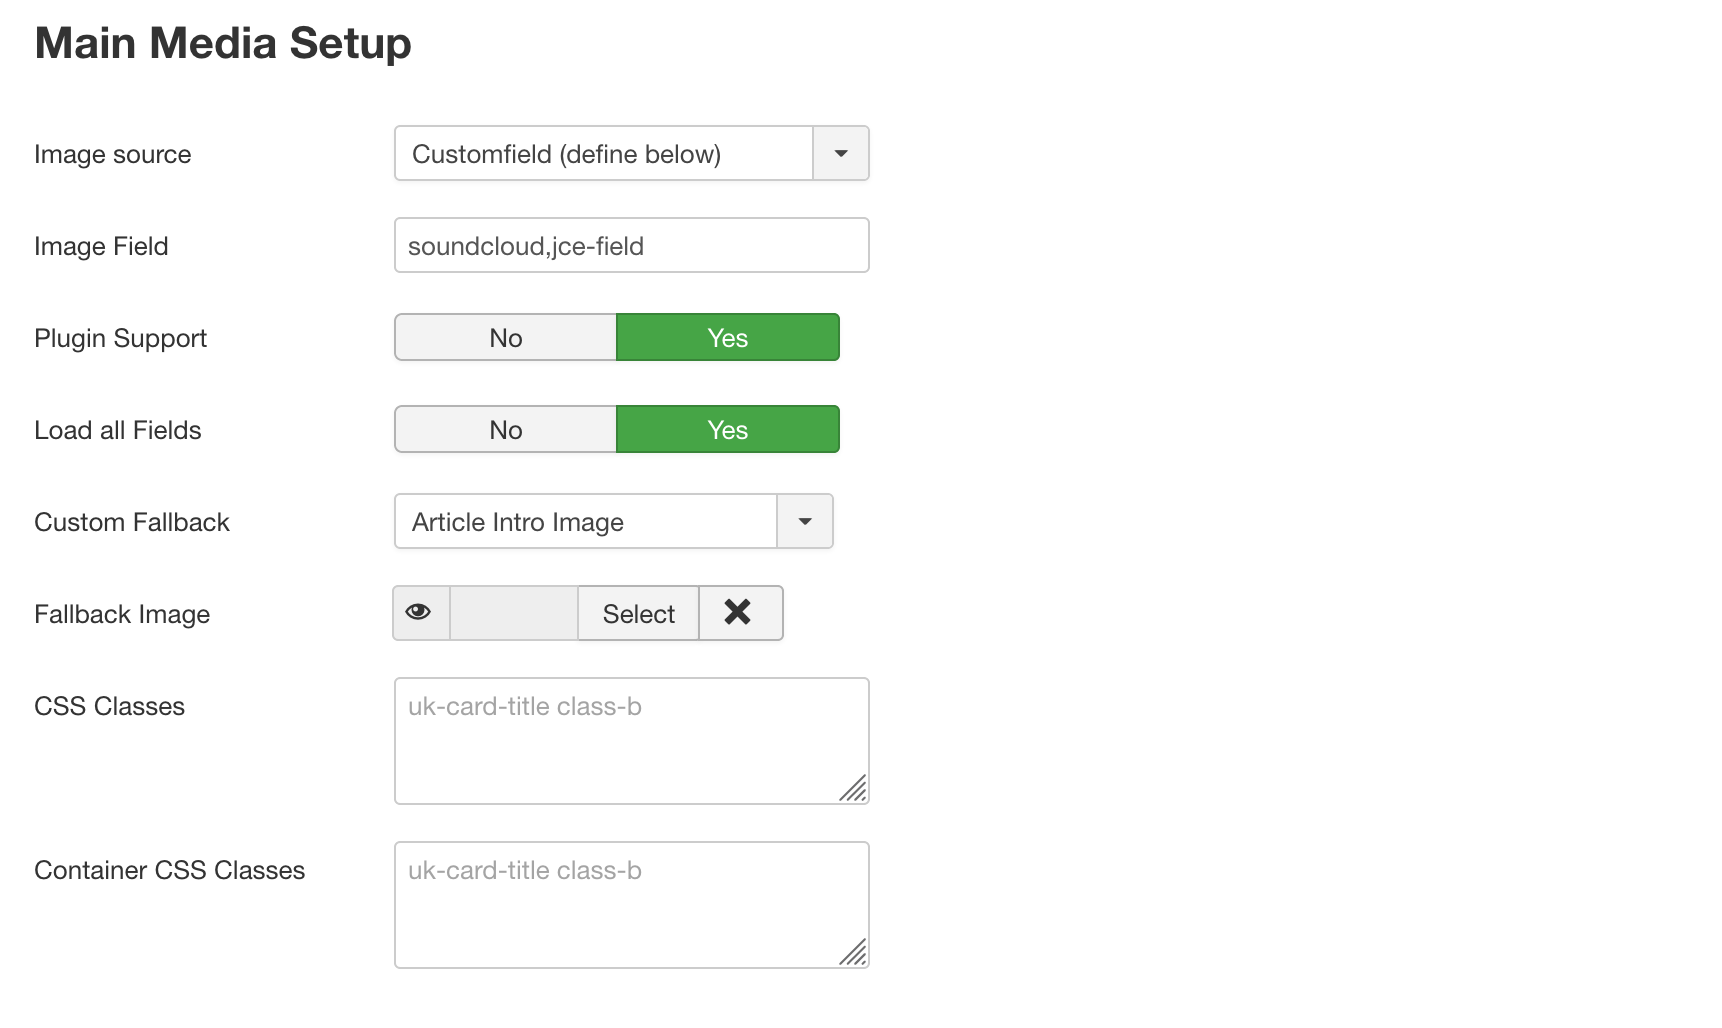 Main Media Setup
Image source
Customfield (define below)
Image Field
soundcloud,jce-field
Plugin Support
No
Yes
Load all Fields
No
Yes
Custom Fallback
Article Intro Image
Fallback Image
Select
CSS Classes
uk-card-title class-b
Container CSS Classes
uk-card-title class-b